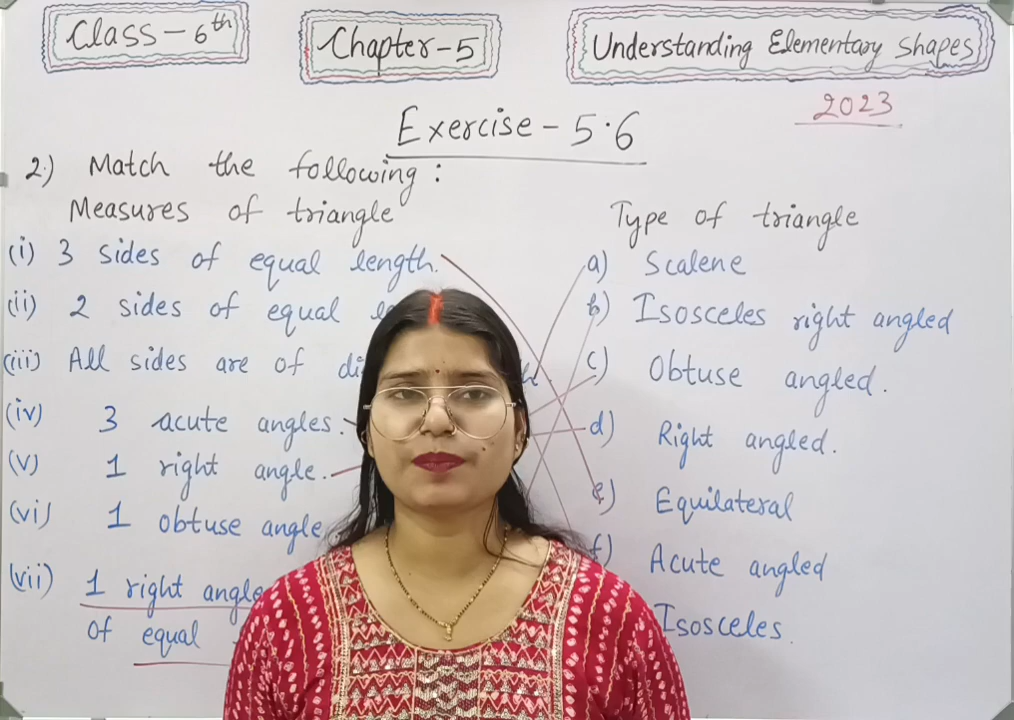 Class - 6th
Chapter - 5
Understanding Elementary Shapes
2023
Exercise - 5.6
2.) Match the following :
Measures of triangle
Type of triangle
(i) 3 sides of equal length.
a) Scalene
(ii) 2 sides of equal
b) Isosceles right angled
(iii) All sides are of
c) Obtuse angled.
(iv) 3 acute angles.
d) Right angled.
(v) 1 right angle.
e) Equilateral
(vi) 1 obtuse angle
f) Acute angled
(vii) 1 right angle
of equal
Isosceles.